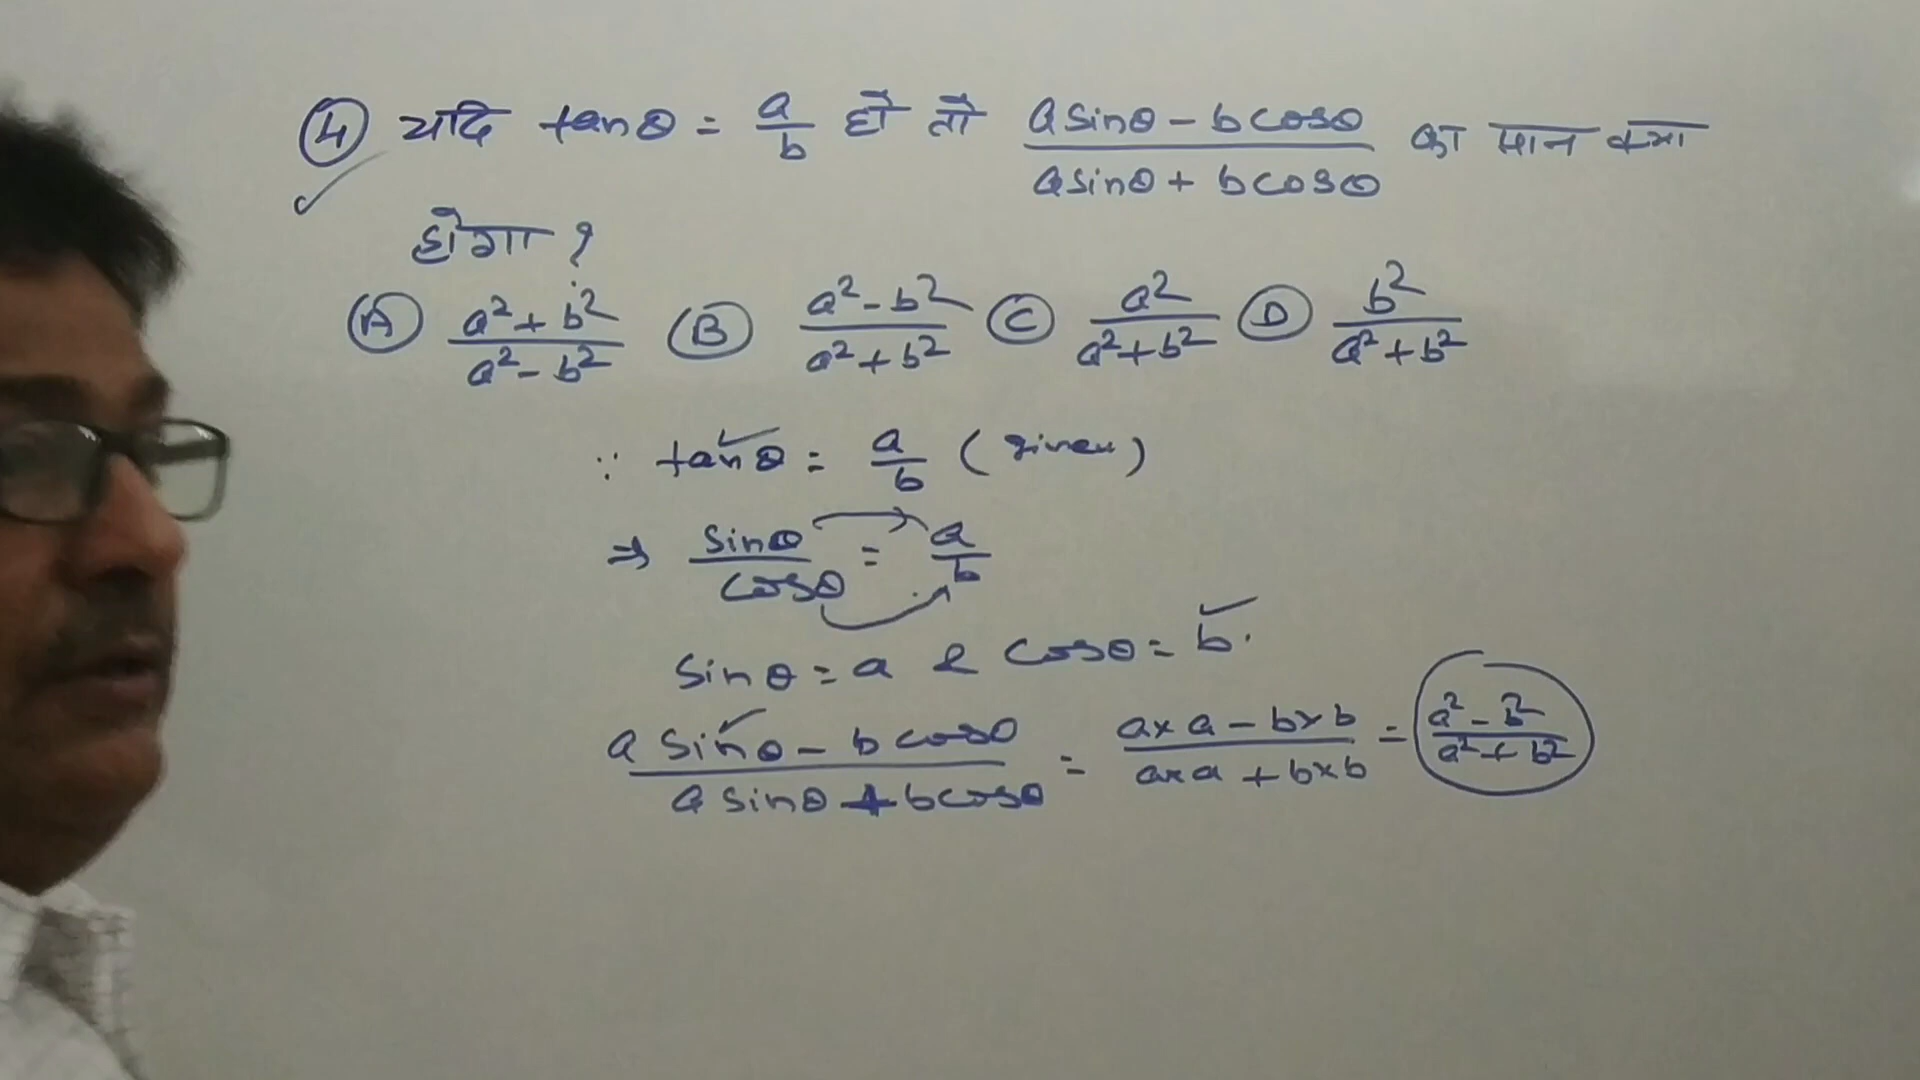 ④ यदि tanθ = a/b हो तो (a sinθ - b cosθ)/(a sinθ + b cosθ) का मान क्या
होगा ?
Ⓐ (a² + b²)/(a² - b²) Ⓑ (a² - b²)/(a² + b²) Ⓒ a²/(a² + b²) Ⓓ b²/(a² + b²)
∵ tanθ = a/b (given)
⇒ sinθ/cosθ = a/b
sinθ = a & cosθ = b.
(a sinθ - b cosθ)/(a sinθ + b cosθ) = (a×a - b×b)/(a×a + b×b) = (a² - b²)/(a² + b²)